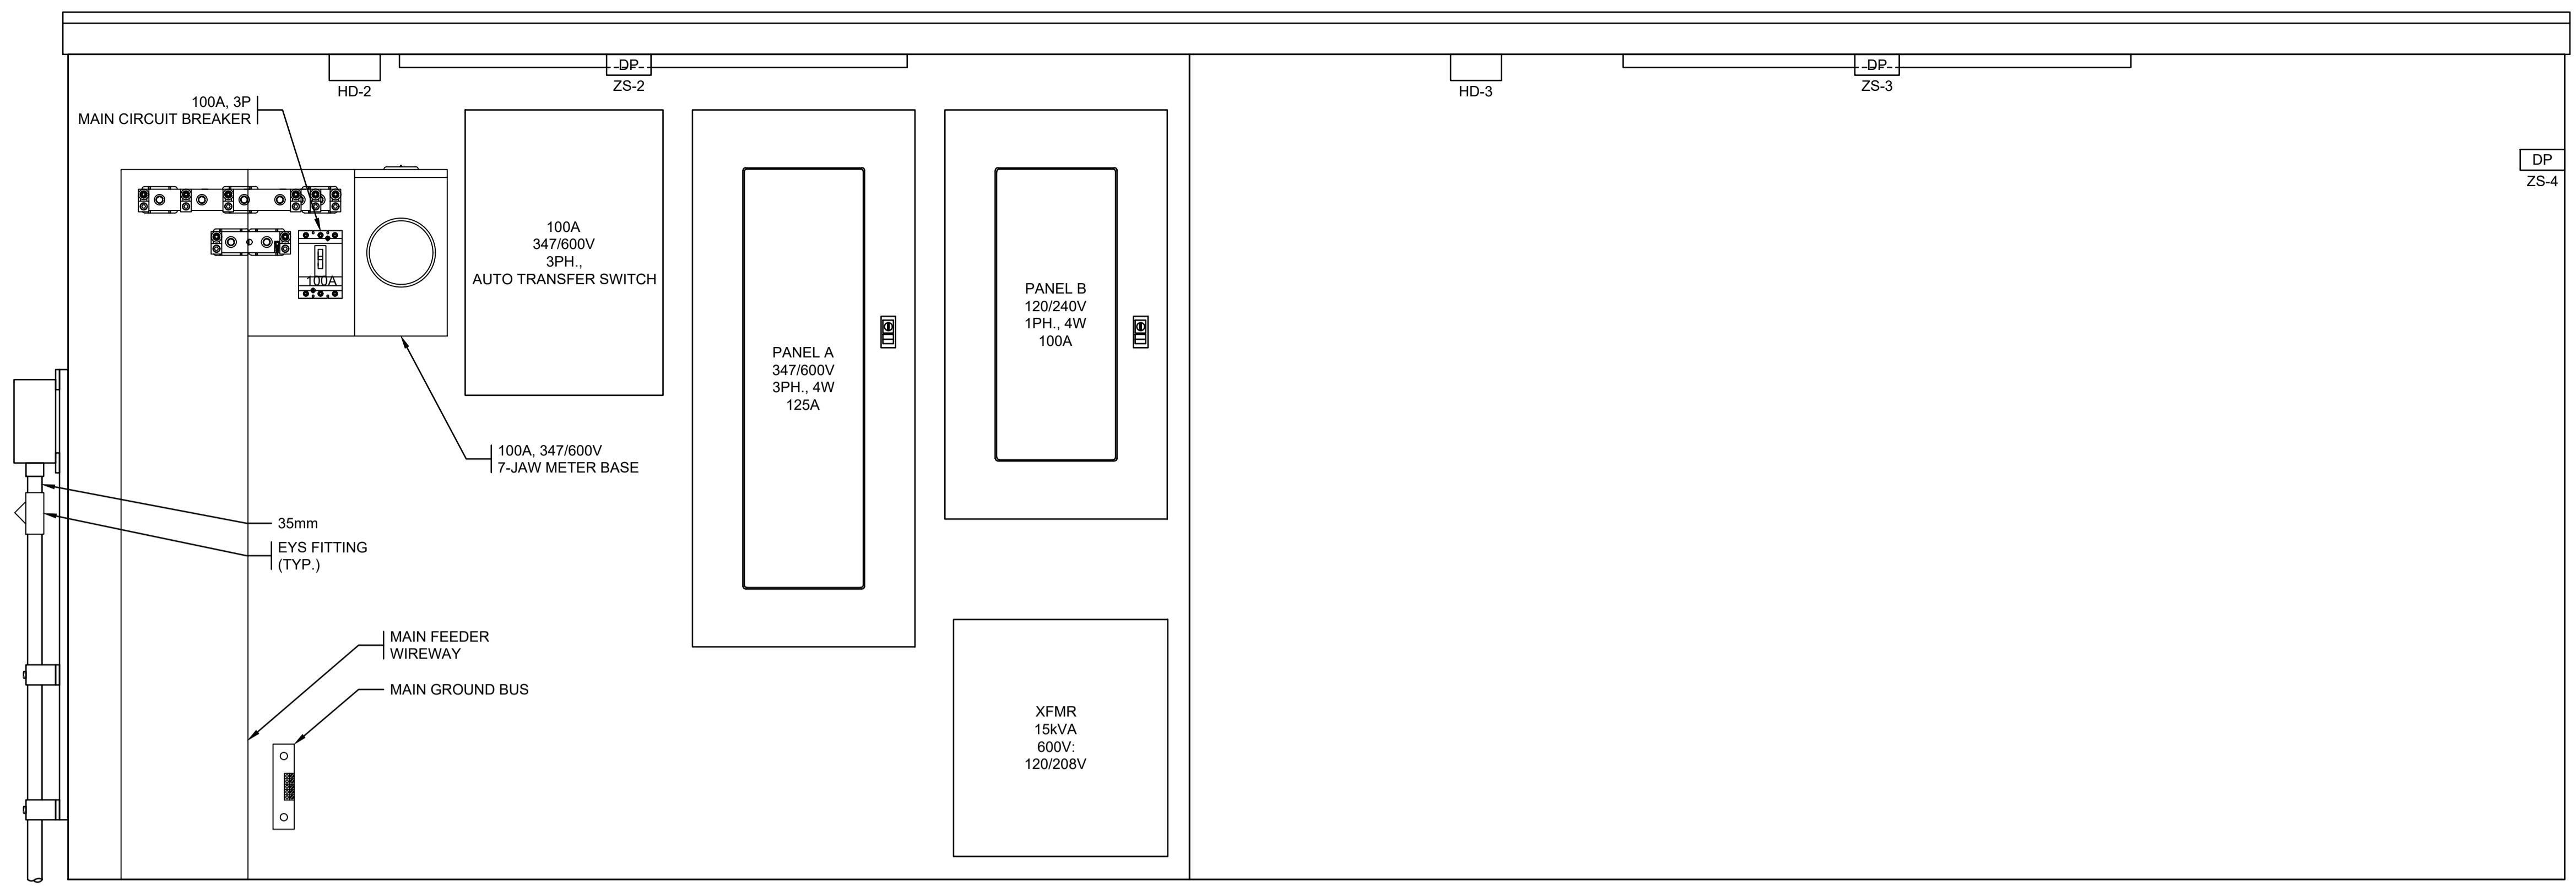 DP
ZS-2
HD-2
DP
ZS-3
HD-3
DP
ZS-4
100A, 3P
MAIN CIRCUIT BREAKER
100A
100A
347/600V
3PH.,
AUTO TRANSFER SWITCH
PANEL A
347/600V
3PH., 4W
125A
PANEL B
120/240V
1PH., 4W
100A
100A, 347/600V
7-JAW METER BASE
35mm
EYS FITTING
(TYP.)
MAIN FEEDER
WIREWAY
MAIN GROUND BUS
XFMR
15kVA
600V:
120/208V